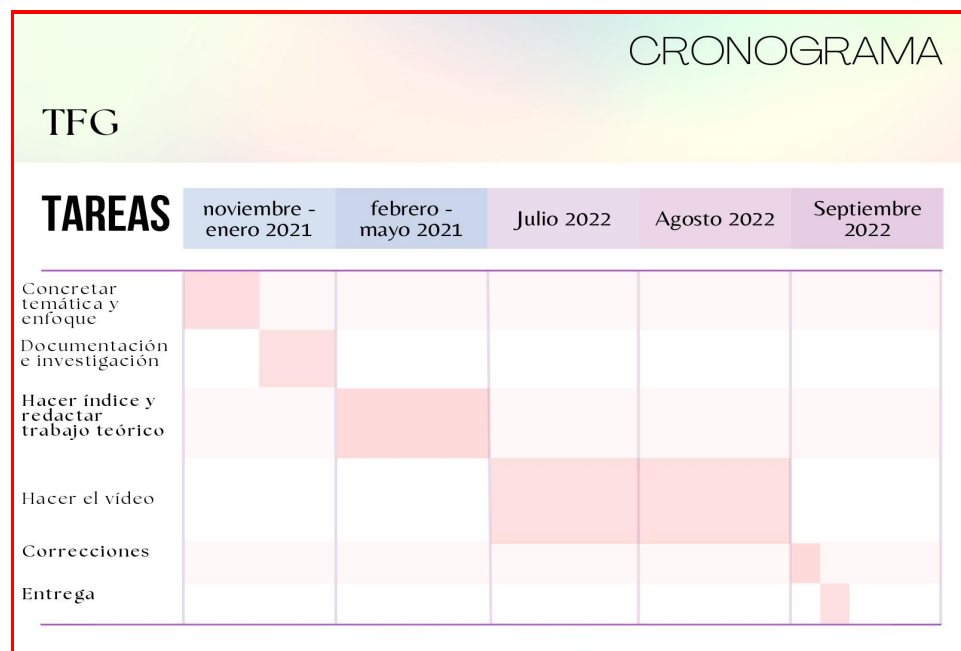 CRONOGRAMA
TFG
TAREAS
noviembre -
enero 2021
febrero -
mayo 2021
Julio 2022
Agosto 2022
Septiembre
2022
Concretar
temática y
enfoque
Documentación
e investigación
Hacer índice y
redactar
trabajo teórico
Hacer el vídeo
Correcciones
Entrega